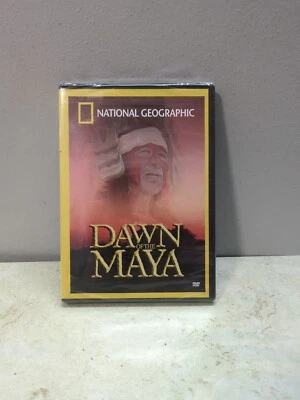 NATIONAL GEOGRAPHIC
DAWN
OF THE
MAYA
DVD